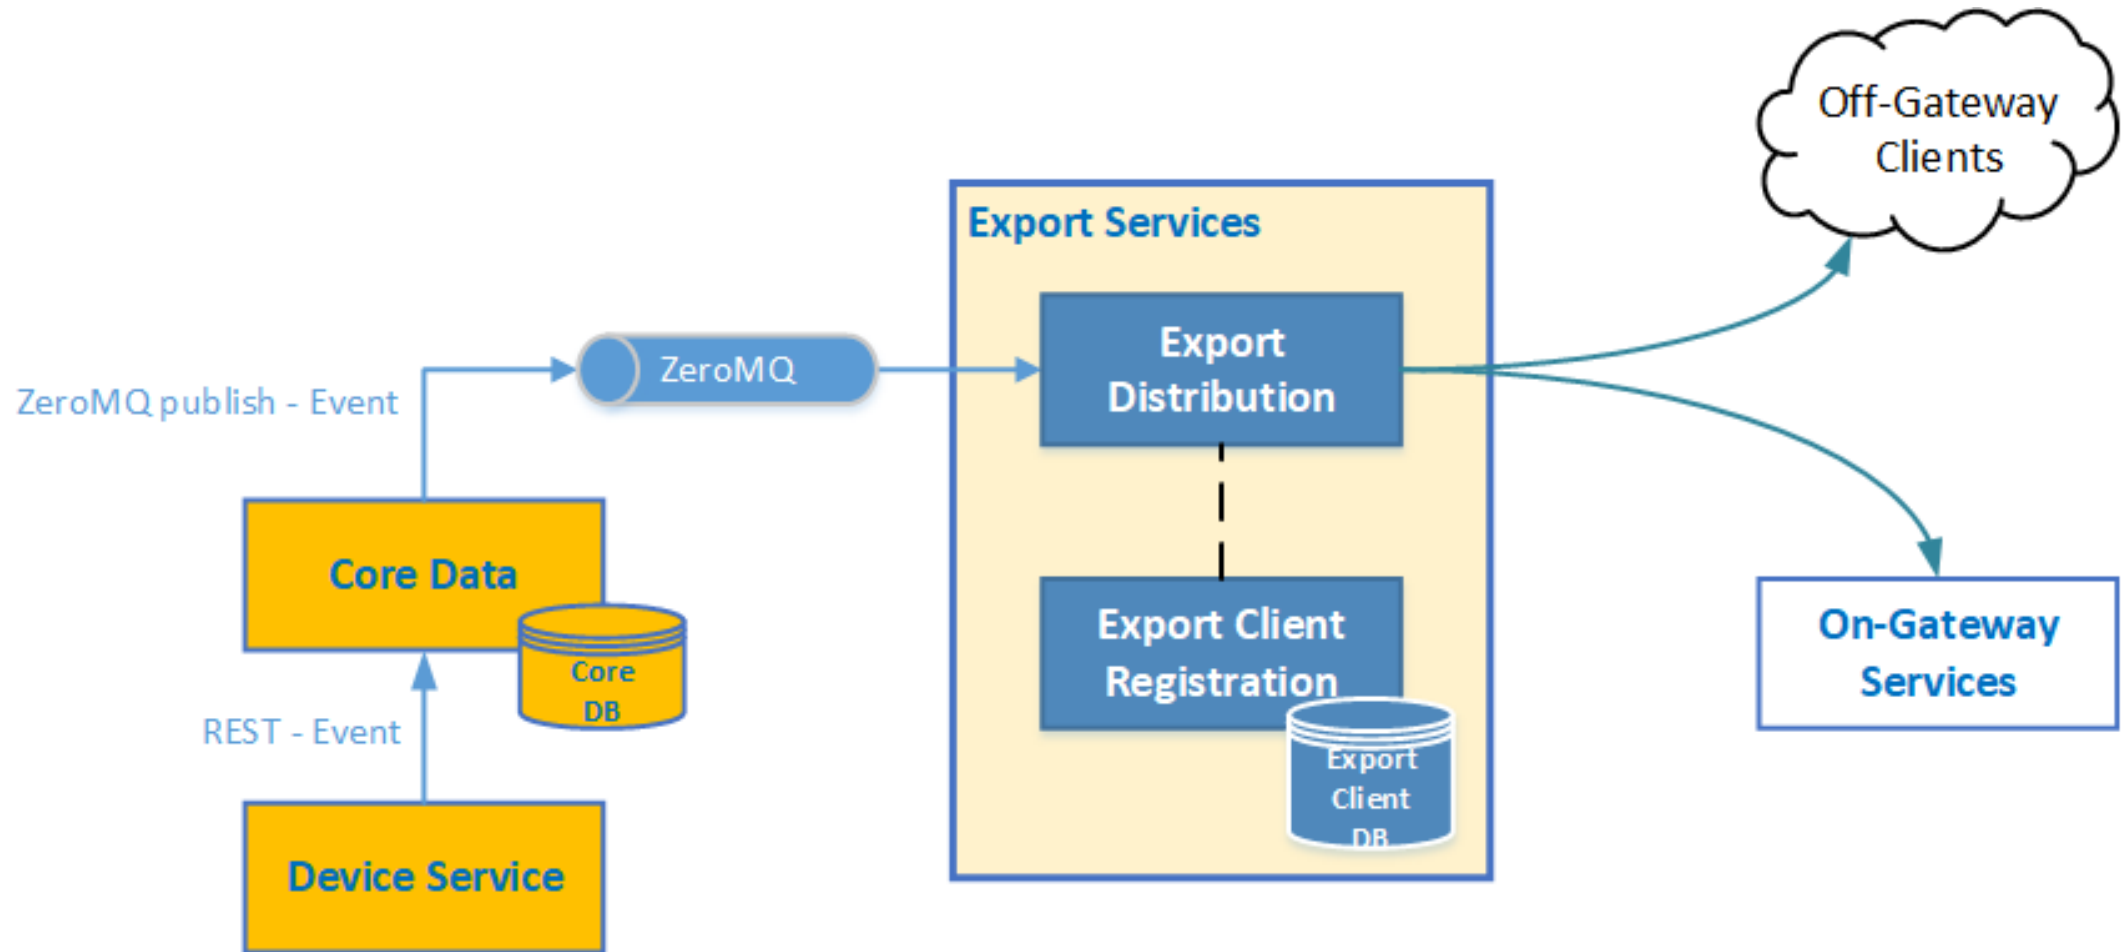 Off-Gateway
Clients
Export Services
Export
Distribution
ZeroMQ
ZeroMQ publish - Event
Core Data
Core
DB
Export Client
Registration
Export
Client
DB
On-Gateway
Services
REST - Event
Device Service